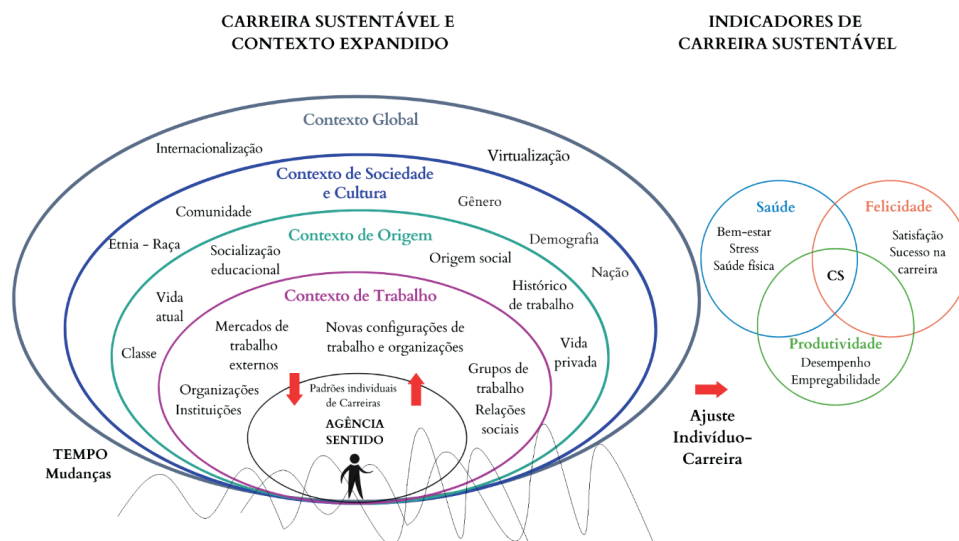 CARREIRA SUSTENTÁVEL E
CONTEXTO EXPANDIDO
INDICADORES DE
CARREIRA SUSTENTÁVEL
Contexto Global
Internacionalização
Virtualização
Contexto de Sociedade
e Cultura
Comunidade
Gênero
Etnia - Raça
Contexto de Origem
Demografia
Socialização
educacional
Origem social
Nação
Contexto de Trabalho
Histórico
de trabalho
Vida
atual
Mercados de
trabalho
externos
Novas configurações de
trabalho e organizações
Classe
Vida
privada
Organizações
Instituições
Grupos de
trabalho
Relações
sociais
Padrões individuais
de Carreiras
AGÊNCIA
SENTIDO
TEMPO
Mudanças
Ajuste
Indivíduo-
Carreira
Saúde
Bem-estar
Stress
Saúde física
Felicidade
Satisfação
Sucesso na
carreira
CS
Produtividade
Desempenho
Empregabilidade